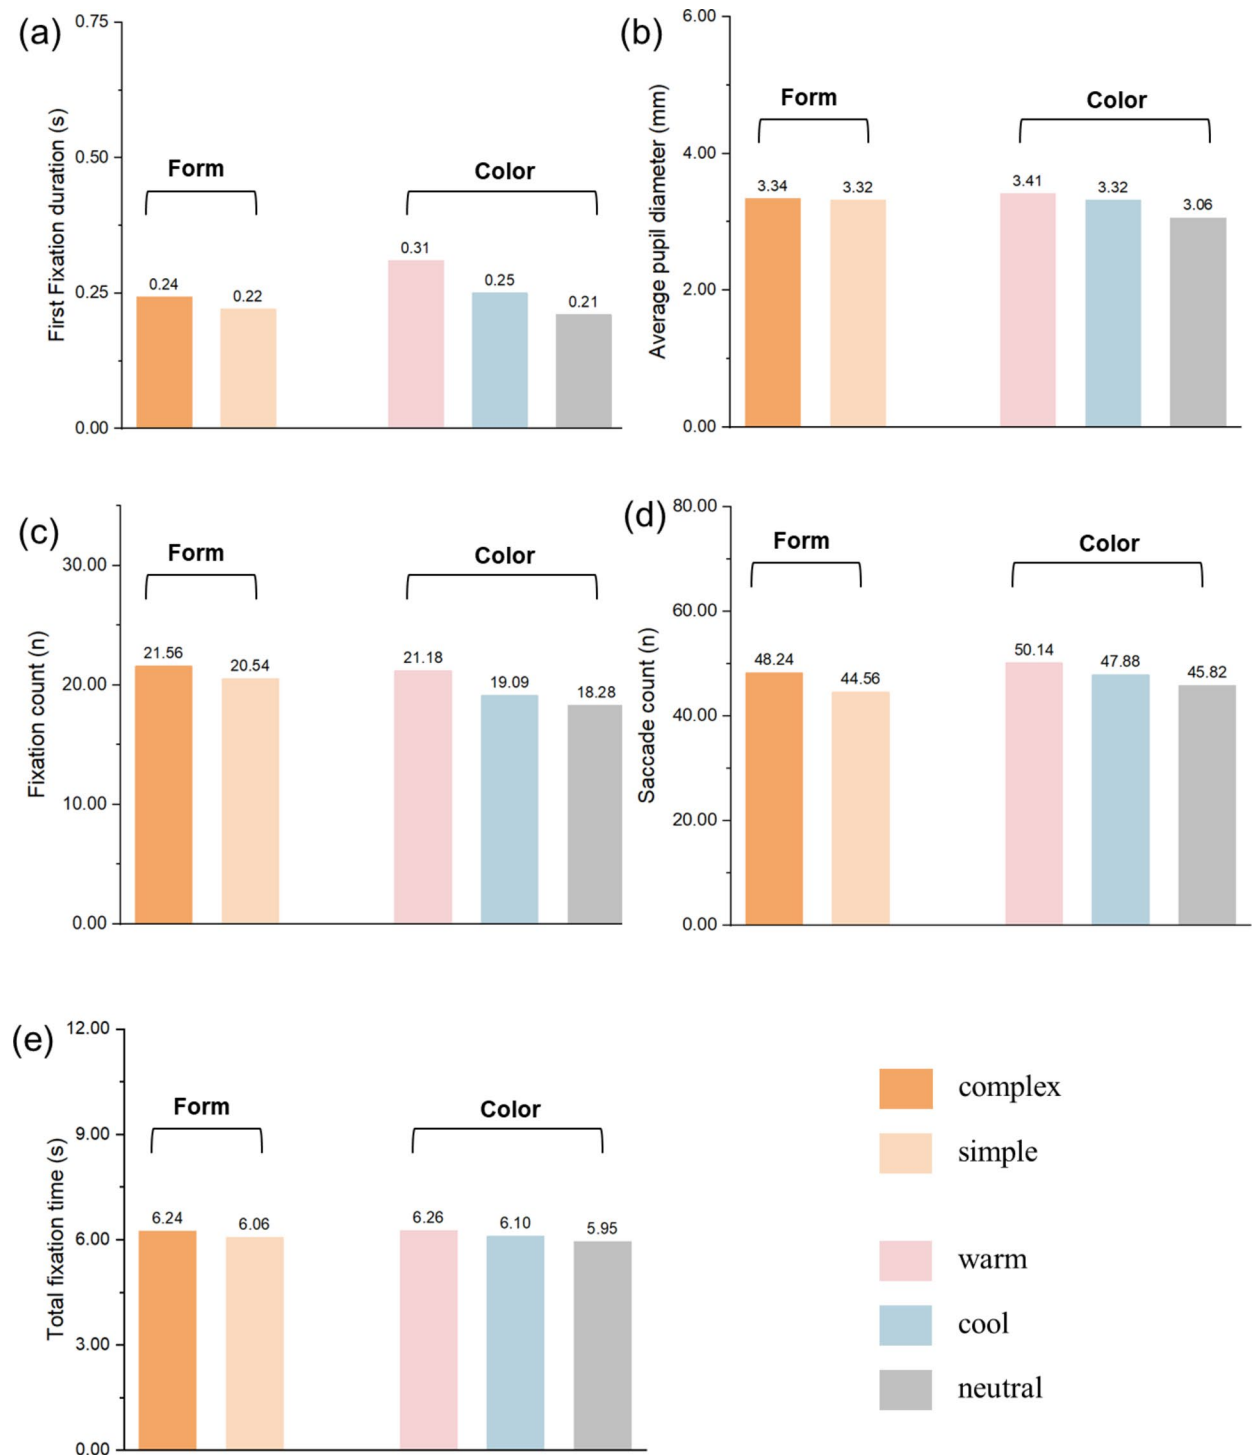 (a)
0.75
0.50
0.25
0.00
First Fixation duration (s)
Form
Color
0.24
0.22
0.31
0.25
0.21
(b)
6.00
4.00
2.00
0.00
Average pupil diameter (mm)
Form
Color
3.34
3.32
3.41
3.32
3.06
(c)
30.00
20.00
10.00
0.00
Fixation count (n)
Form
Color
21.56
20.54
21.18
19.09
18.28
(d)
80.00
60.00
40.00
20.00
0.00
Saccade count (n)
Form
Color
48.24
44.56
50.14
47.88
45.82
(e)
12.00
9.00
6.00
3.00
0.00
Total fixation time (s)
Form
Color
6.24
6.06
6.26
6.10
5.95
complex
simple
warm
cool
neutral